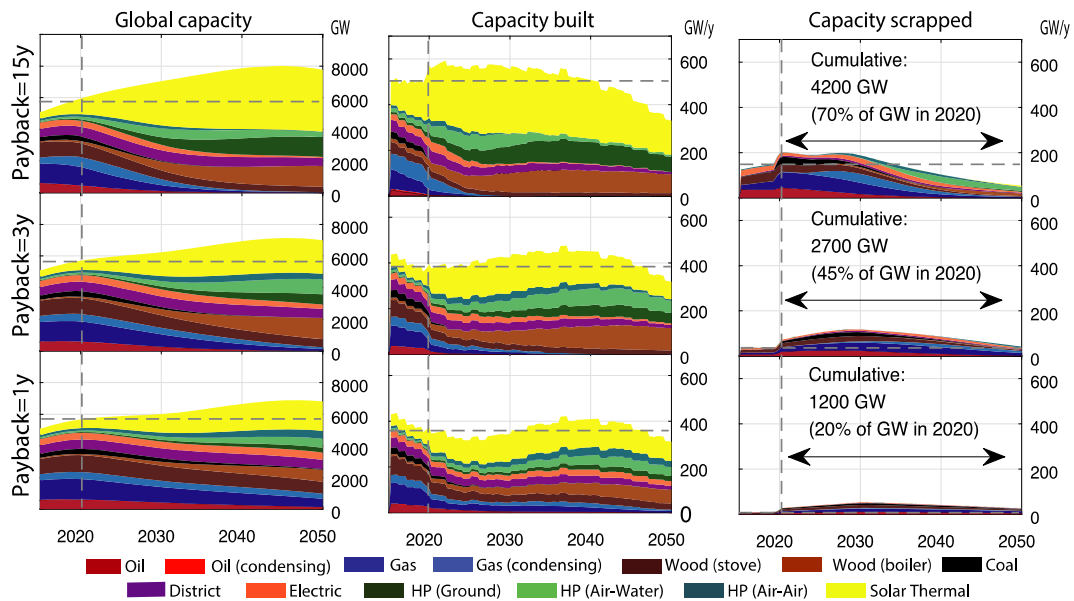 Global capacity GW Capacity built GW/y Capacity scrapped GW/y
Payback=15y
8000
6000
4000
2000
0
600
400
200
0
600
400
200
0
Cumulative:
4200 GW
(70% of GW in 2020)
Payback=3y
8000
6000
4000
2000
0
600
400
200
0
600
400
200
0
Cumulative:
2700 GW
(45% of GW in 2020)
Payback=1y
8000
6000
4000
2000
0
600
400
200
0
600
400
200
0
Cumulative:
1200 GW
(20% of GW in 2020)
2020 2030 2040 2050 2020 2030 2040 2050 2020 2030 2040 2050
Oil Oil (condensing) Gas Gas (condensing) Wood (stove) Wood (boiler) Coal
District Electric HP (Ground) HP (Air-Water) HP (Air-Air) Solar Thermal